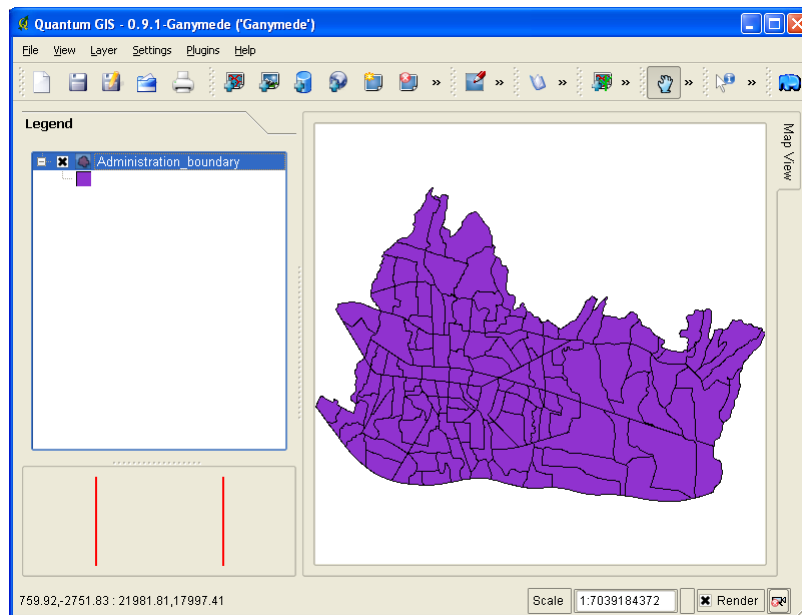 Quantum GIS - 0.9.1-Ganymede ('Ganymede')
File View Layer Settings Plugins Help
» » » » » »
Legend
Map View
Administration_boundary
759.92,-2751.83 : 21981.81,17997.41
Scale 1:7039184372 Render